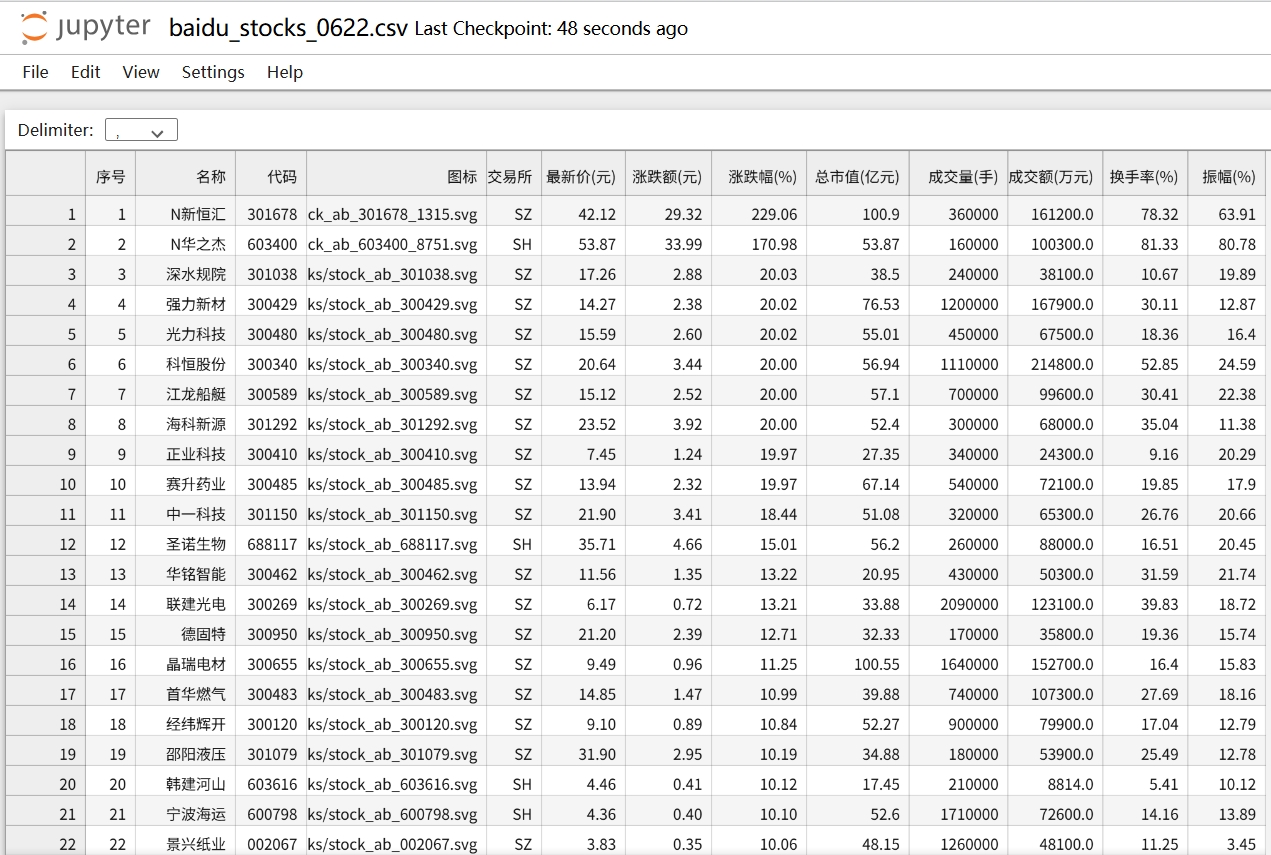 jupyter baidu_stocks_0622.csv Last Checkpoint: 48 seconds ago
File Edit View Settings Help
Delimiter: ,
序号 名称 代码 图标 交易所 最新价(元) 涨跌额(元) 涨跌幅(%) 总市值(亿元) 成交量(手) 成交额(万元) 换手率(%) 振幅(%)
1 1 N新恒汇 301678 ck_ab_301678_1315.svg SZ 42.12 29.32 229.06 100.9 360000 161200.0 78.32 63.91
2 2 N华之杰 603400 ck_ab_603400_8751.svg SH 53.87 33.99 170.98 53.87 160000 100300.0 81.33 80.78
3 3 深水规院 301038 ks/stock_ab_301038.svg SZ 17.26 2.88 20.03 38.5 240000 38100.0 10.67 19.89
4 4 强力新材 300429 ks/stock_ab_300429.svg SZ 14.27 2.38 20.02 76.53 1200000 167900.0 30.11 12.87
5 5 光力科技 300480 ks/stock_ab_300480.svg SZ 15.59 2.60 20.02 55.01 450000 67500.0 18.36 16.4
6 6 科恒股份 300340 ks/stock_ab_300340.svg SZ 20.64 3.44 20.00 56.94 1110000 214800.0 52.85 24.59
7 7 江龙船艇 300589 ks/stock_ab_300589.svg SZ 15.12 2.52 20.00 57.1 700000 99600.0 30.41 22.38
8 8 海科新源 301292 ks/stock_ab_301292.svg SZ 23.52 3.92 20.00 52.4 300000 68000.0 35.04 11.38
9 9 正业科技 300410 ks/stock_ab_300410.svg SZ 7.45 1.24 19.97 27.35 340000 24300.0 9.16 20.29
10 10 赛升药业 300485 ks/stock_ab_300485.svg SZ 13.94 2.32 19.97 67.14 540000 72100.0 19.85 17.9
11 11 中一科技 301150 ks/stock_ab_301150.svg SZ 21.90 3.41 18.44 51.08 320000 65300.0 26.76 20.66
12 12 圣诺生物 688117 ks/stock_ab_688117.svg SH 35.71 4.66 15.01 56.2 260000 88000.0 16.51 20.45
13 13 华铭智能 300462 ks/stock_ab_300462.svg SZ 11.56 1.35 13.22 20.95 430000 50300.0 31.59 21.74
14 14 联建光电 300269 ks/stock_ab_300269.svg SZ 6.17 0.72 13.21 33.88 2090000 123100.0 39.83 18.72
15 15 德固特 300950 ks/stock_ab_300950.svg SZ 21.20 2.39 12.71 32.33 170000 35800.0 19.36 15.74
16 16 晶瑞电材 300655 ks/stock_ab_300655.svg SZ 9.49 0.96 11.25 100.55 1640000 152700.0 16.4 15.83
17 17 首华燃气 300483 ks/stock_ab_300483.svg SZ 14.85 1.47 10.99 39.88 740000 107300.0 27.69 18.16
18 18 经纬辉开 300120 ks/stock_ab_300120.svg SZ 9.10 0.89 10.84 52.27 900000 79900.0 17.04 12.79
19 19 邵阳液压 301079 ks/stock_ab_301079.svg SZ 31.90 2.95 10.19 34.88 180000 53900.0 25.49 12.78
20 20 韩建河山 603616 ks/stock_ab_603616.svg SH 4.46 0.41 10.12 17.45 210000 8814.0 5.41 10.12
21 21 宁波海运 600798 ks/stock_ab_600798.svg SH 4.36 0.40 10.10 52.6 1710000 72600.0 14.16 13.89
22 22 景兴纸业 002067 ks/stock_ab_002067.svg SZ 3.83 0.35 10.06 48.15 1260000 48100.0 11.25 3.45